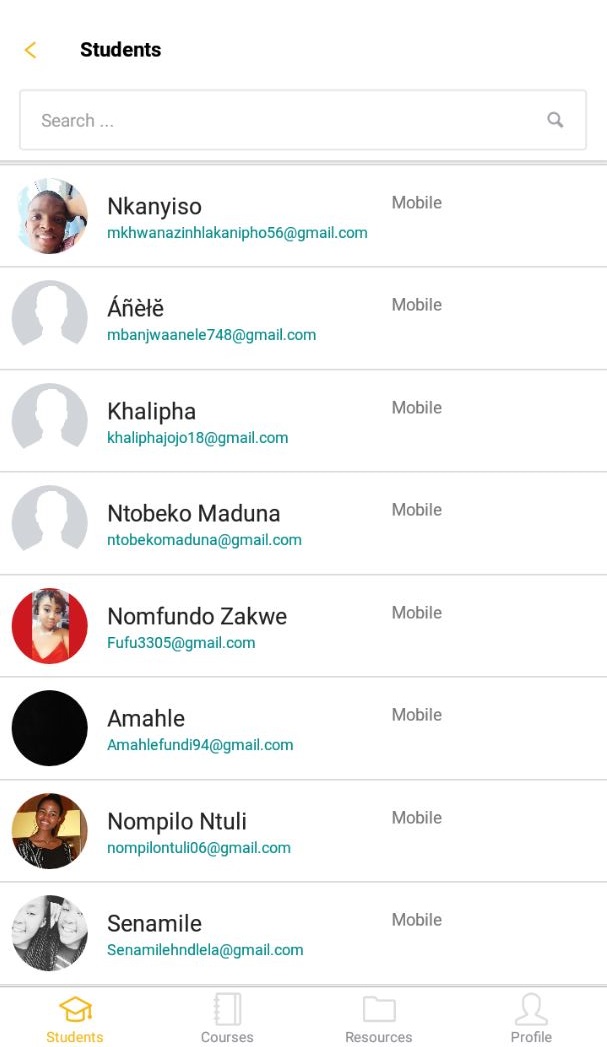 Students
Search ...
Nkanyiso
Mobile
mkhwanazinhlakanipho56@gmail.com
Áñèłĕ
Mobile
mbanjwaanele748@gmail.com
Khalipha
Mobile
khaliphajojo18@gmail.com
Ntobeko Maduna
Mobile
ntobekomaduna@gmail.com
Nomfundo Zakwe
Mobile
Fufu3305@gmail.com
Amahle
Mobile
Amahlefundi94@gmail.com
Nompilo Ntuli
Mobile
nompilontuli06@gmail.com
Senamile
Mobile
Senamilehndlela@gmail.com
Students Courses Resources Profile